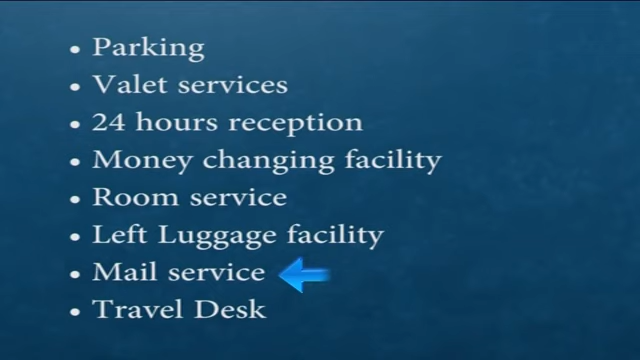 • Parking
• Valet services
• 24 hours reception
• Money changing facility
• Room service
• Left Luggage facility
• Mail service
• Travel Desk